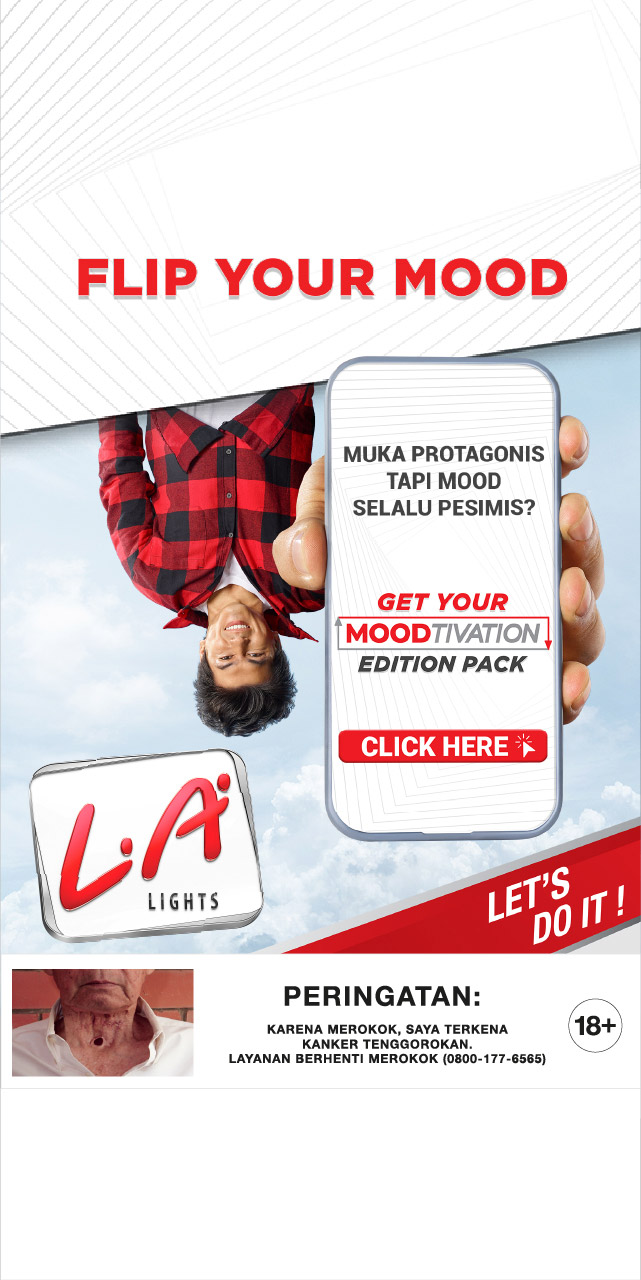 FLIP YOUR MOOD
MUKA PROTAGONIS
TAPI MOOD
SELALU PESIMIS?
GET YOUR
MOODTIVATION
EDITION PACK
CLICK HERE
L.A
LIGHTS
LET'S
DO IT !
PERINGATAN:
KARENA MEROKOK, SAYA TERKENA
KANKER TENGGOROKAN.
LAYANAN BERHENTI MEROKOK (0800-177-6565)
18+